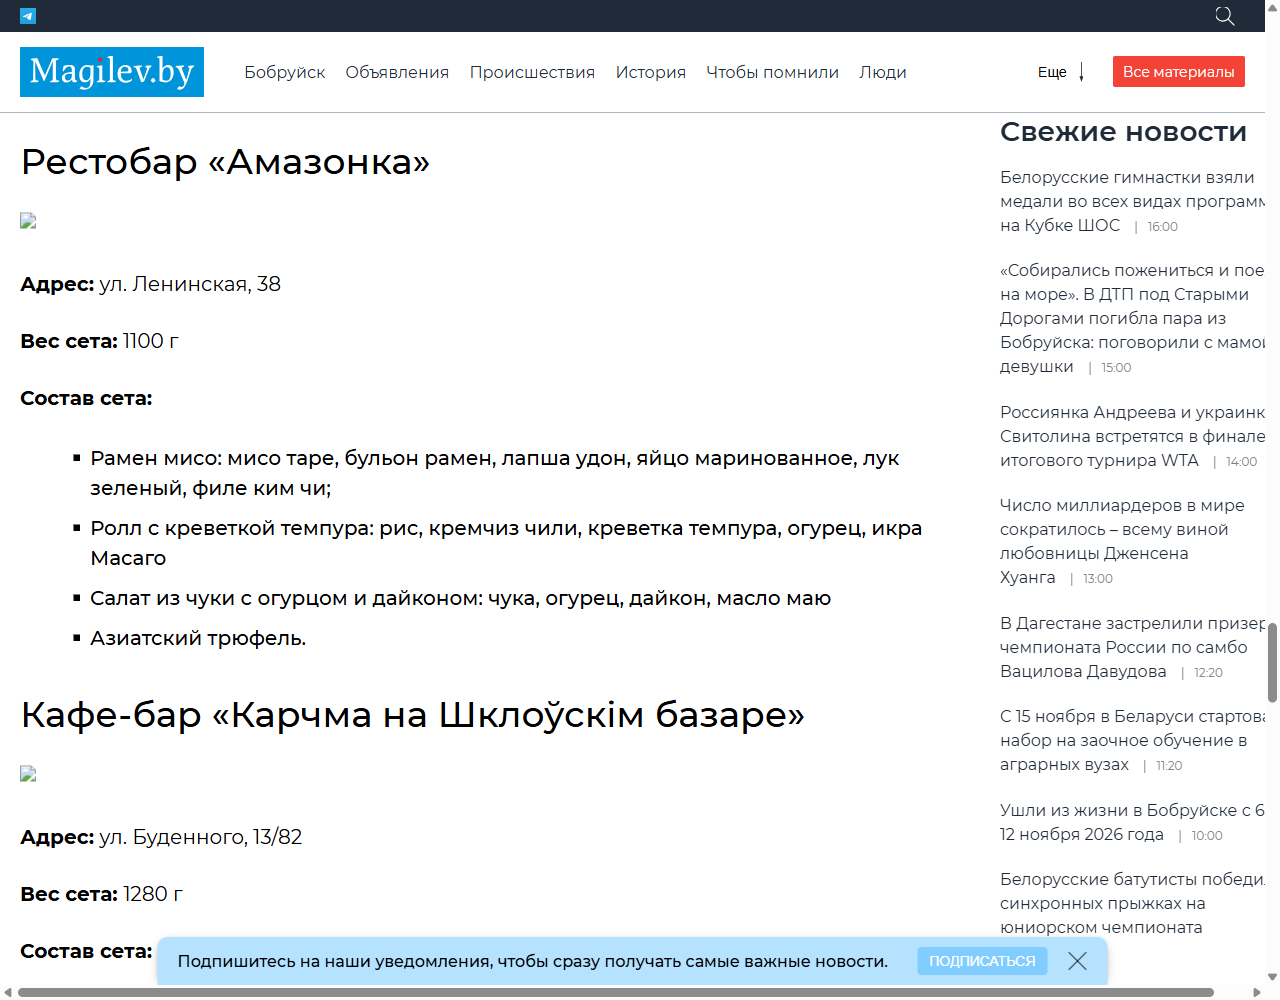 Magilev.by
Бобруйск
Объявления
Происшествия
История
Чтобы помнили
Люди
Еще
Все материалы
Рестобар «Амазонка»
Адрес: ул. Ленинская, 38
Вес сета: 1100 г
Состав сета:
▪ Рамен мисо: мисо таре, бульон рамен, лапша удон, яйцо маринованное, лук
зеленый, филе ким чи;
▪ Ролл с креветкой темпура: рис, кремчиз чили, креветка темпура, огурец, икра
Масаго
▪ Салат из чуки с огурцом и дайконом: чука, огурец, дайкон, масло маю
▪ Азиатский трюфель.
Кафе-бар «Карчма на Шклоўскім базаре»
Адрес: ул. Буденного, 13/82
Вес сета: 1280 г
Состав сета:
Свежие новости
Белорусские гимнастки взяли
медали во всех видах программ
на Кубке ШОС | 16:00
«Собирались пожениться и пое
на море». В ДТП под Старыми
Дорогами погибла пара из
Бобруйска: поговорили с мамой
девушки | 15:00
Россиянка Андреева и украинк
Свитолина встретятся в финале
итогового турнира WTA | 14:00
Число миллиардеров в мире
сократилось – всему виной
любовницы Дженсена
Хуанга | 13:00
В Дагестане застрелили призер
чемпионата России по самбо
Вацилова Давудова | 12:20
С 15 ноября в Беларуси стартова
набор на заочное обучение в
аграрных вузах | 11:20
Ушли из жизни в Бобруйске с 6
12 ноября 2026 года | 10:00
Белорусские батутисты победи
синхронных прыжках на
юниорском чемпионата
Подпишитесь на наши уведомления, чтобы сразу получать самые важные новости.
ПОДПИСАТЬСЯ